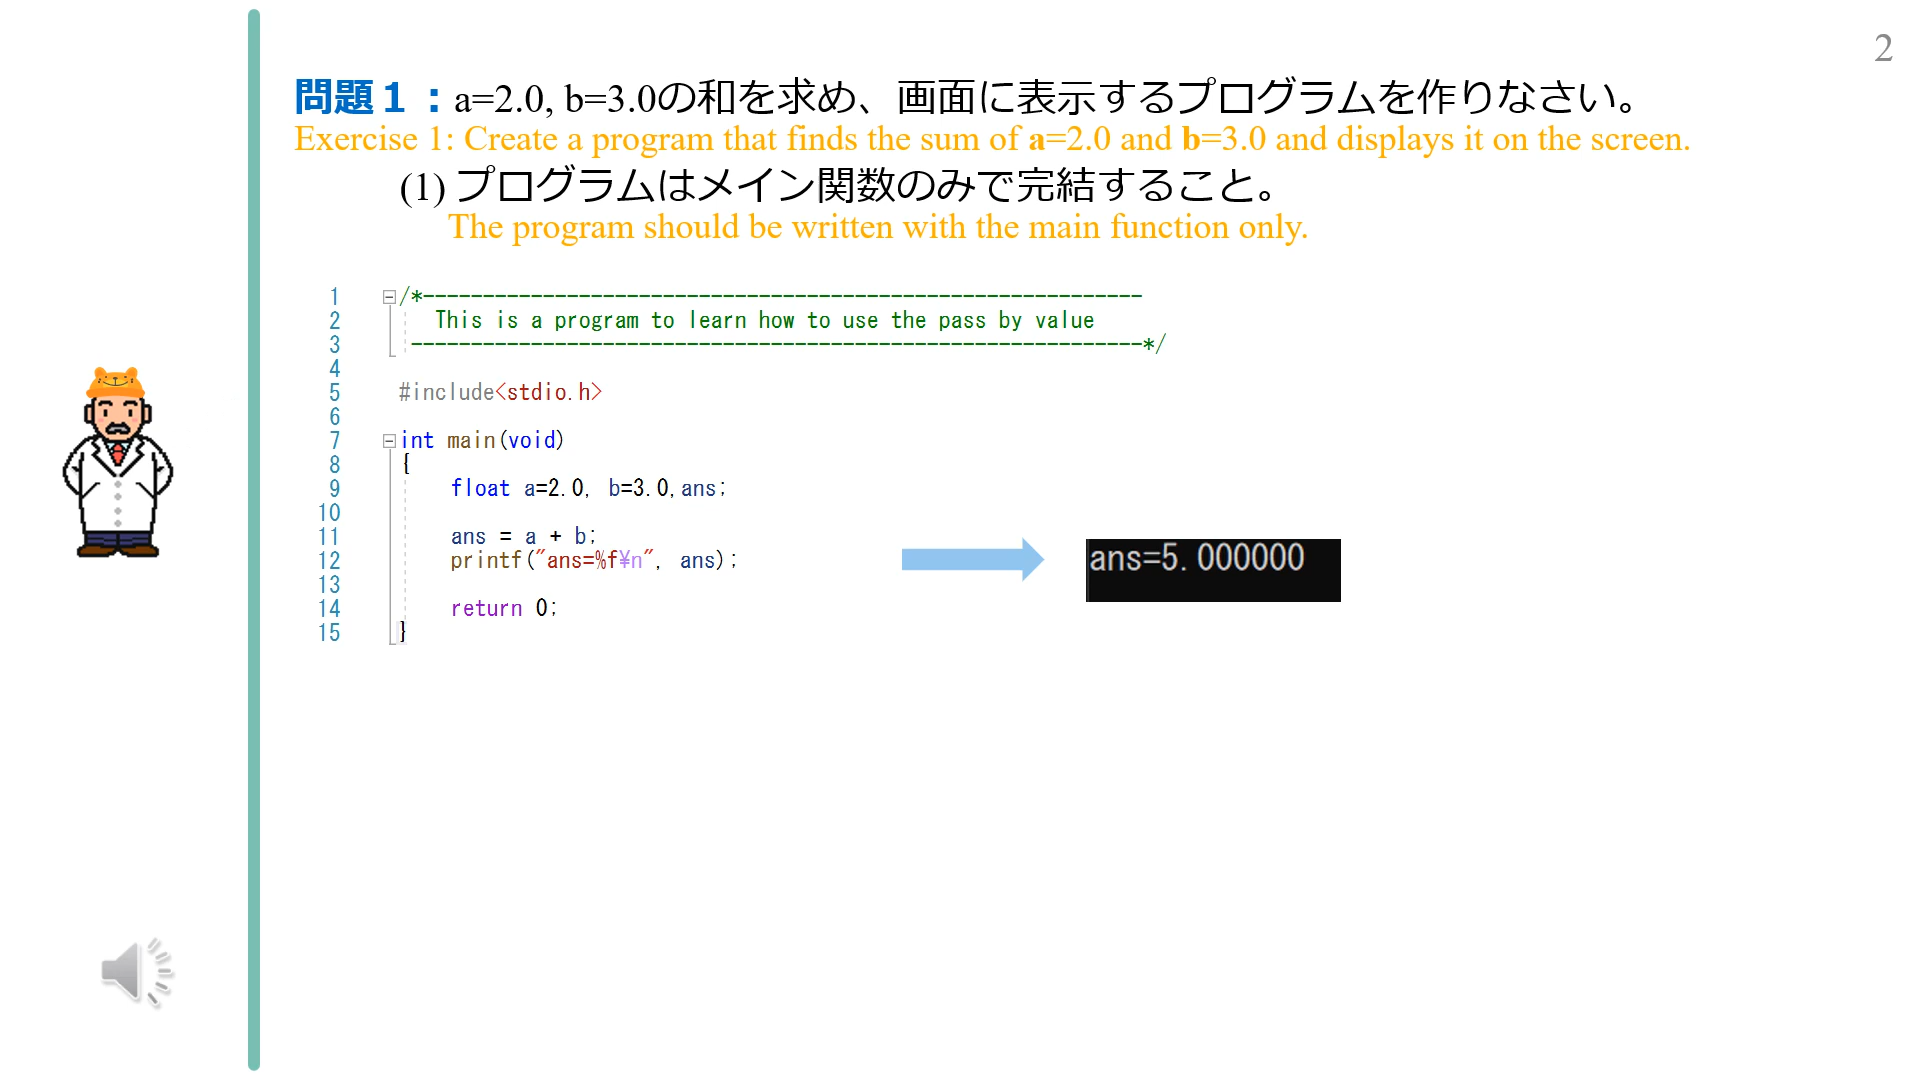 2
問題１：a=2.0, b=3.0の和を求め、画面に表示するプログラムを作りなさい。
Exercise 1: Create a program that finds the sum of a=2.0 and b=3.0 and displays it on the screen.
(1) プログラムはメイン関数のみで完結すること。
The program should be written with the main function only.
1 /*------------------------------------------------------------
2 This is a program to learn how to use the pass by value
3 -------------------------------------------------------------*/
4
5 #include<stdio.h>
6
7 int main(void)
8 {
9 float a=2.0, b=3.0,ans;
10
11 ans = a + b;
12 printf("ans=%f¥n", ans);
13
14 return 0;
15 }
ans=5.000000